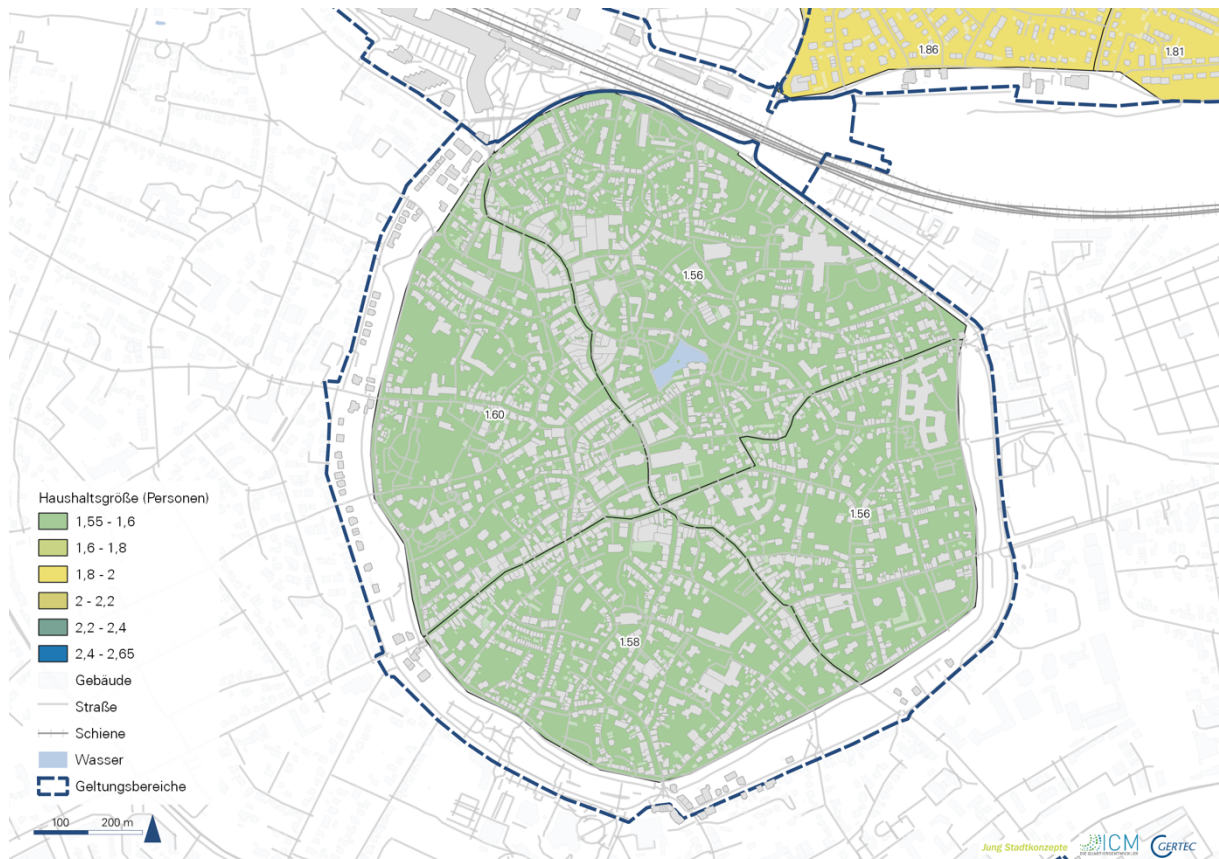 1.86
1.81
1.56
1.60
1.56
1.58
Haushaltsgröße (Personen)
1,55 - 1,6
1,6 - 1,8
1,8 - 2
2 - 2,2
2,2 - 2,4
2,4 - 2,65
Gebäude
Straße
Schiene
Wasser
Geltungsbereiche
100 200 m
Jung Stadtkonzepte
ICM
DIE QUARTIERSENTWICKLER
GERTEC